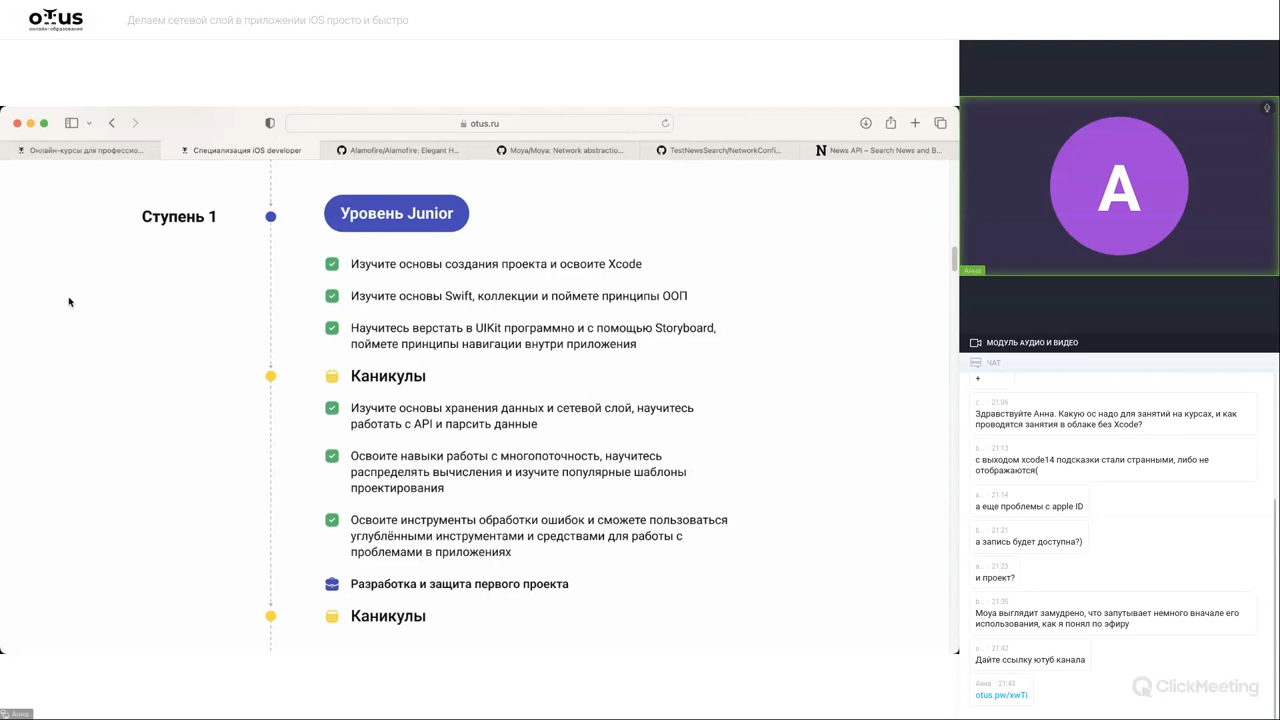 OTUS
онлайн-образование
Делаем сетевой слой в приложении iOS просто и быстро
otus.ru
Онлайн-курсы для профессио...
Специализация iOS developer
Alamofire/Alamofire: Elegant H...
Moya/Moya: Network abstractio...
TestNewsSearch/NetworkConfi...
News API – Search News and B...
Ступень 1
Уровень Junior
Изучите основы создания проекта и освоите Xcode
Изучите основы Swift, коллекции и поймете принципы ООП
Научитесь верстать в UIKit программно и с помощью Storyboard,
поймете принципы навигации внутри приложения
Каникулы
Изучите основы хранения данных и сетевой слой, научитесь
работать с API и парсить данные
Освоите навыки работы с многопоточность, научитесь
распределять вычисления и изучите популярные шаблоны
проектирования
Освоите инструменты обработки ошибок и сможете пользоваться
углублёнными инструментами и средствами для работы с
проблемами в приложениях
Разработка и защита первого проекта
Каникулы
Анна
A
Анна
МОДУЛЬ АУДИО И ВИДЕО
ЧАТ
+
21:06
Здравствуйте Анна. Какую ос надо для занятий на курсах, и как
проводятся занятия в облаке без Xcode?
b... 21:13
с выходом xcode14 подсказки стали странными, либо не
отображаются(
21:14
а еще проблемы с apple ID
b... 21:21
а запись будет доступна?)
21:23
и проект?
b... 21:35
Моya выглядит замудрено, что запутывает немного вначале его
использования, как я понял по эфиру
21:42
Дайте ссылку ютуб канала
Анна 21:43
otus.pw/xwTi
ClickMeeting